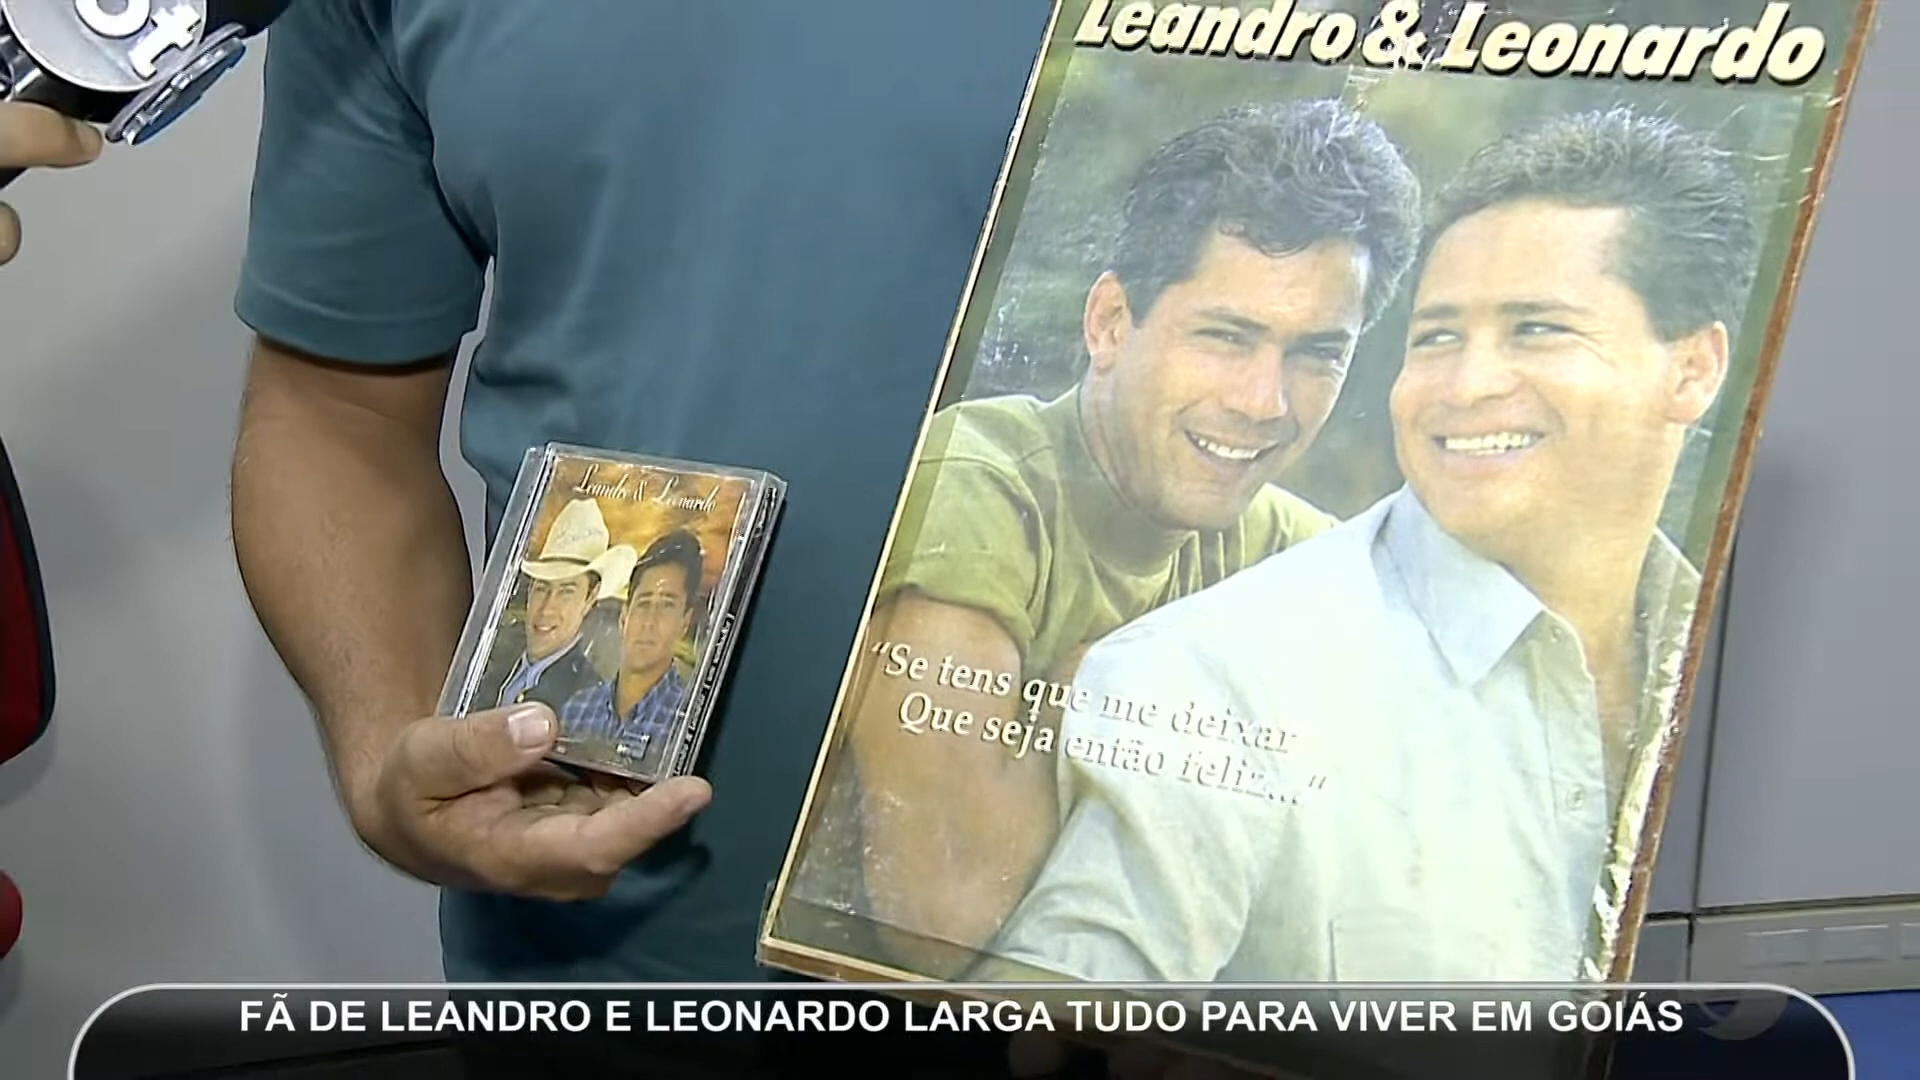 ot
Leandro & Leonardo
Leandro & Leonardo
"Se tens que me deixar
Que seja então feliz..."
FÃ DE LEANDRO E LEONARDO LARGA TUDO PARA VIVER EM GOIÁS